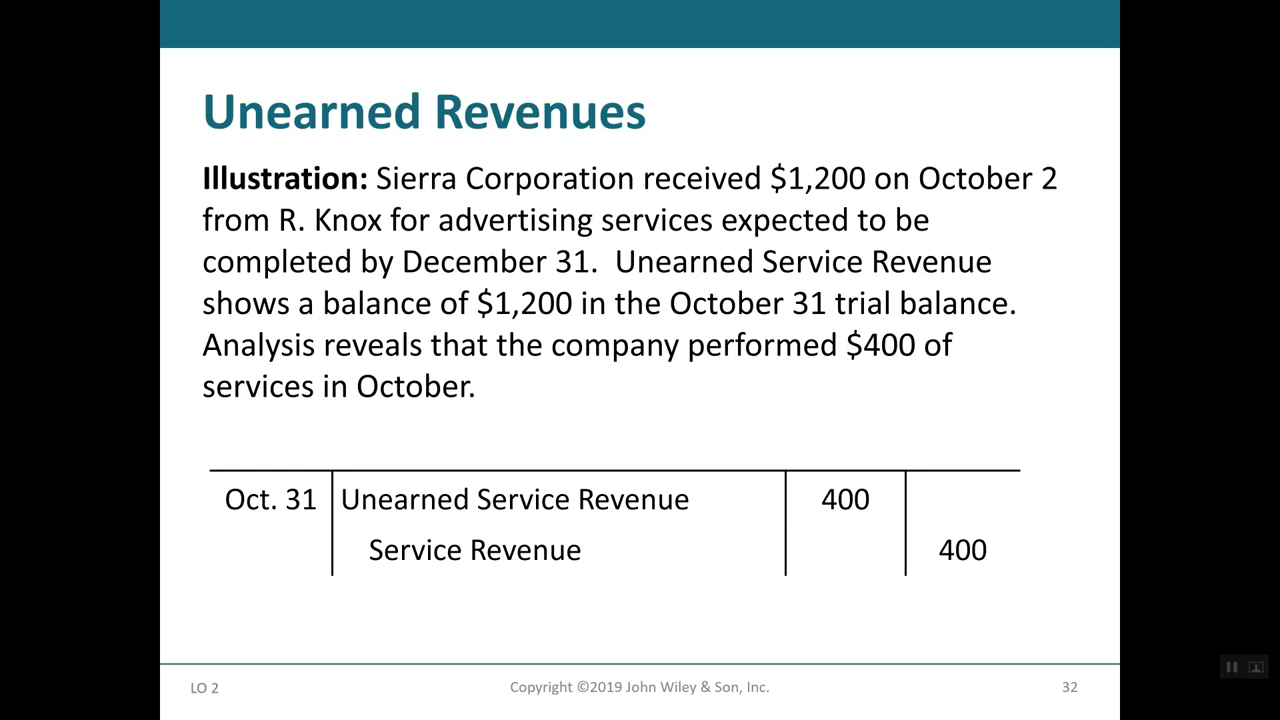 Unearned Revenues
Illustration: Sierra Corporation received $1,200 on October 2
from R. Knox for advertising services expected to be
completed by December 31.  Unearned Service Revenue
shows a balance of $1,200 in the October 31 trial balance.
Analysis reveals that the company performed $400 of
services in October.
Oct. 31 Unearned Service Revenue 400
Service Revenue 400
LO 2 Copyright ©2019 John Wiley & Son, Inc. 32